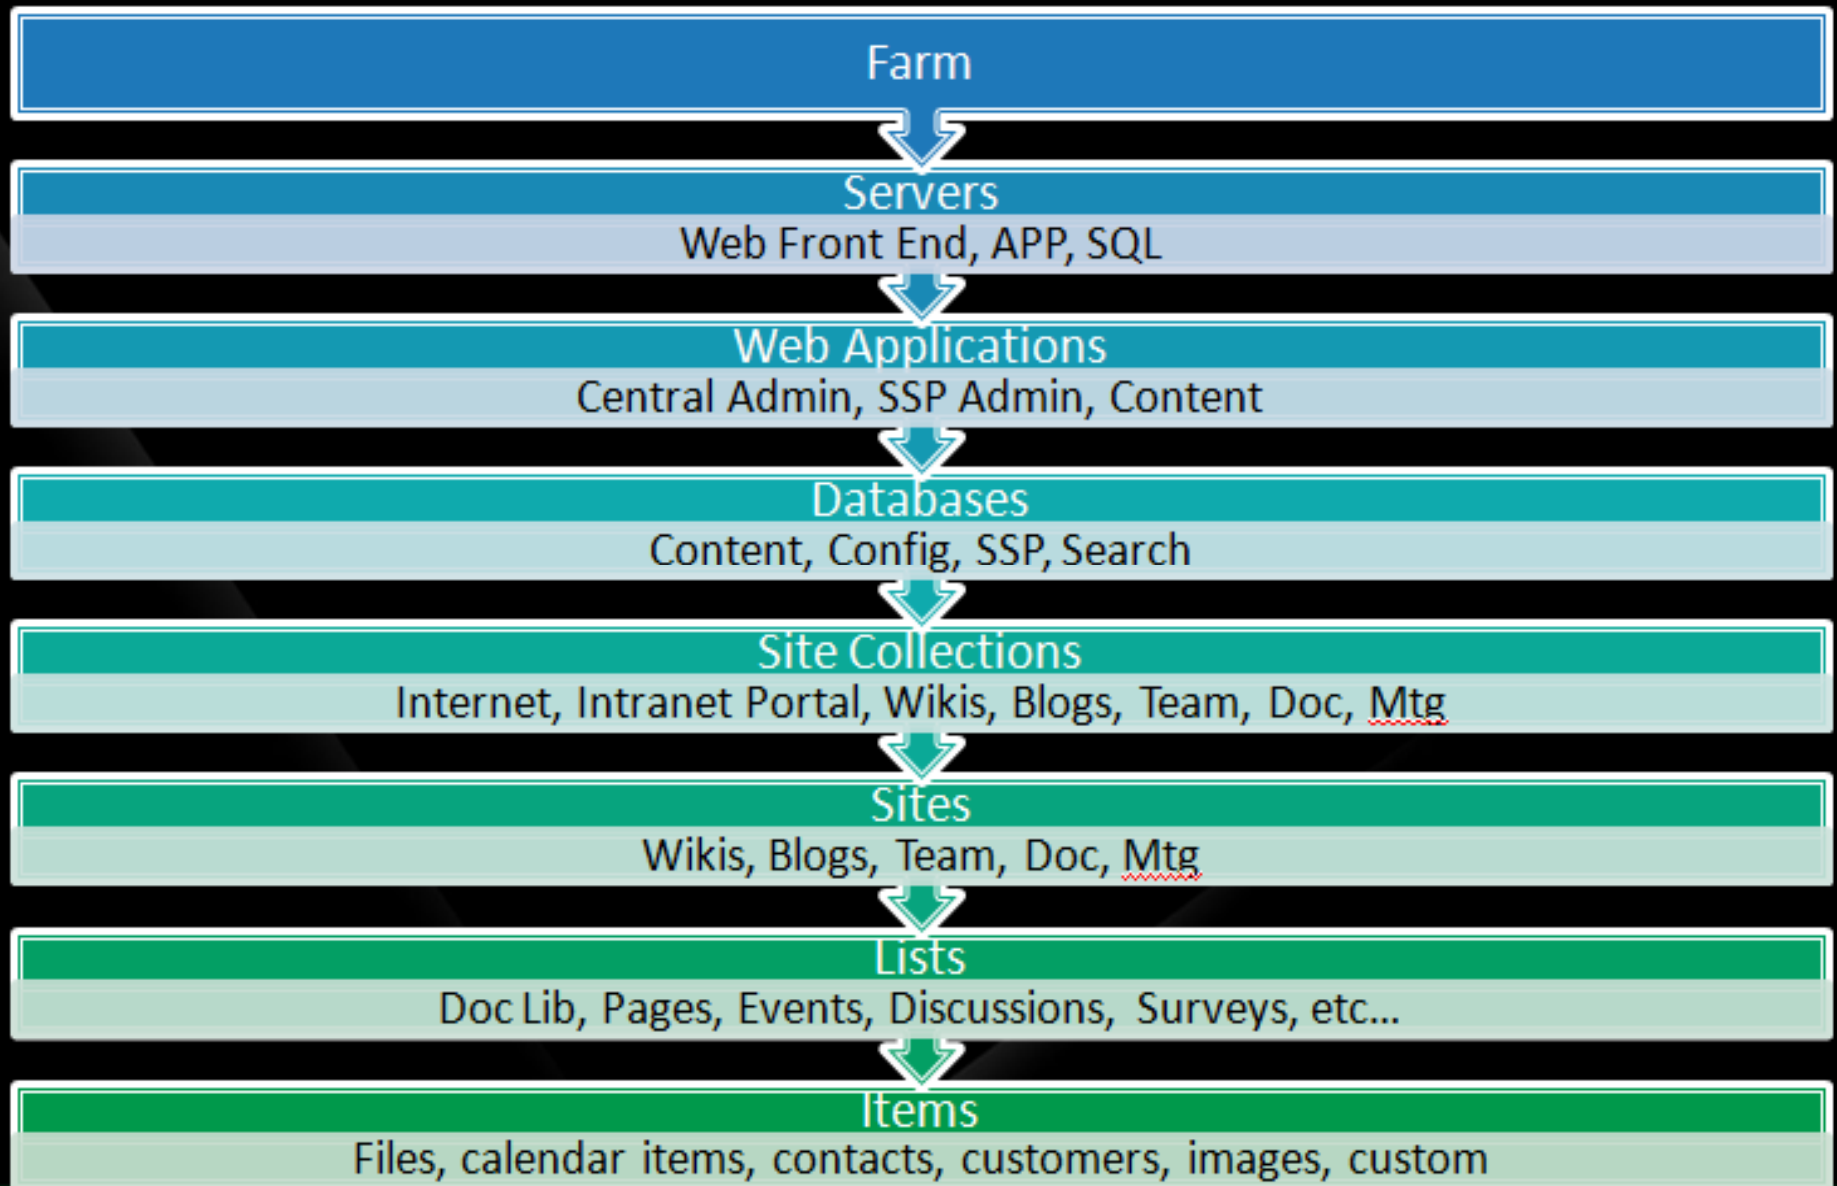 Farm
Servers
Web Front End, APP, SQL
Web Applications
Central Admin, SSP Admin, Content
Databases
Content, Config, SSP, Search
Site Collections
Internet, Intranet Portal, Wikis, Blogs, Team, Doc, Mtg
Sites
Wikis, Blogs, Team, Doc, Mtg
Lists
Doc Lib, Pages, Events, Discussions, Surveys, etc...
Items
Files, calendar items, contacts, customers, images, custom